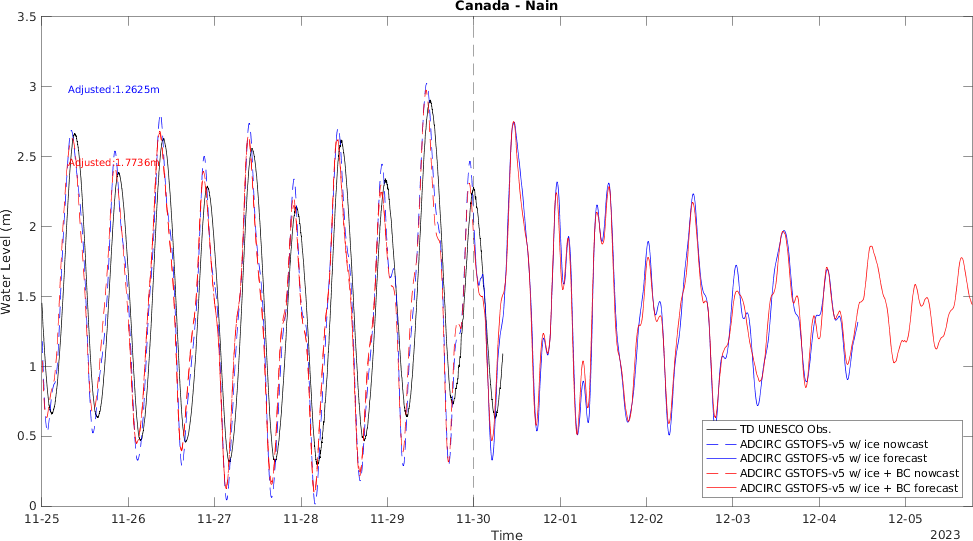 Canada - Nain
3.5
3
2.5
2
1.5
1
0.5
0
Water Level (m)
Adjusted:1.2625m
Adjusted:1.7736m
TD UNESCO Obs.
ADCIRC GSTOFS-v5 w/ ice nowcast
ADCIRC GSTOFS-v5 w/ ice forecast
ADCIRC GSTOFS-v5 w/ ice + BC nowcast
ADCIRC GSTOFS-v5 w/ ice + BC forecast
11-25 11-26 11-27 11-28 11-29 11-30 12-01 12-02 12-03 12-04 12-05
Time
2023